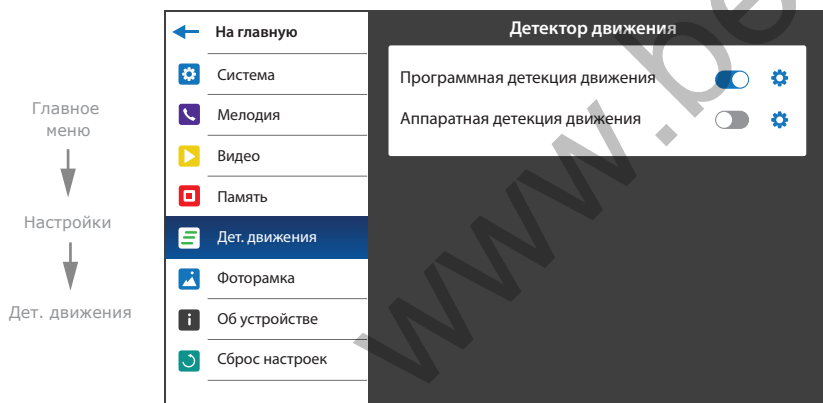 Главное
меню
Настройки
Дет. движения
На главную
Система
Мелодия
Видео
Память
Дет. движения
Фоторамка
Об устройстве
Сброс настроек
Детектор движения
Программная детекция движения
Аппаратная детекция движения
www.be